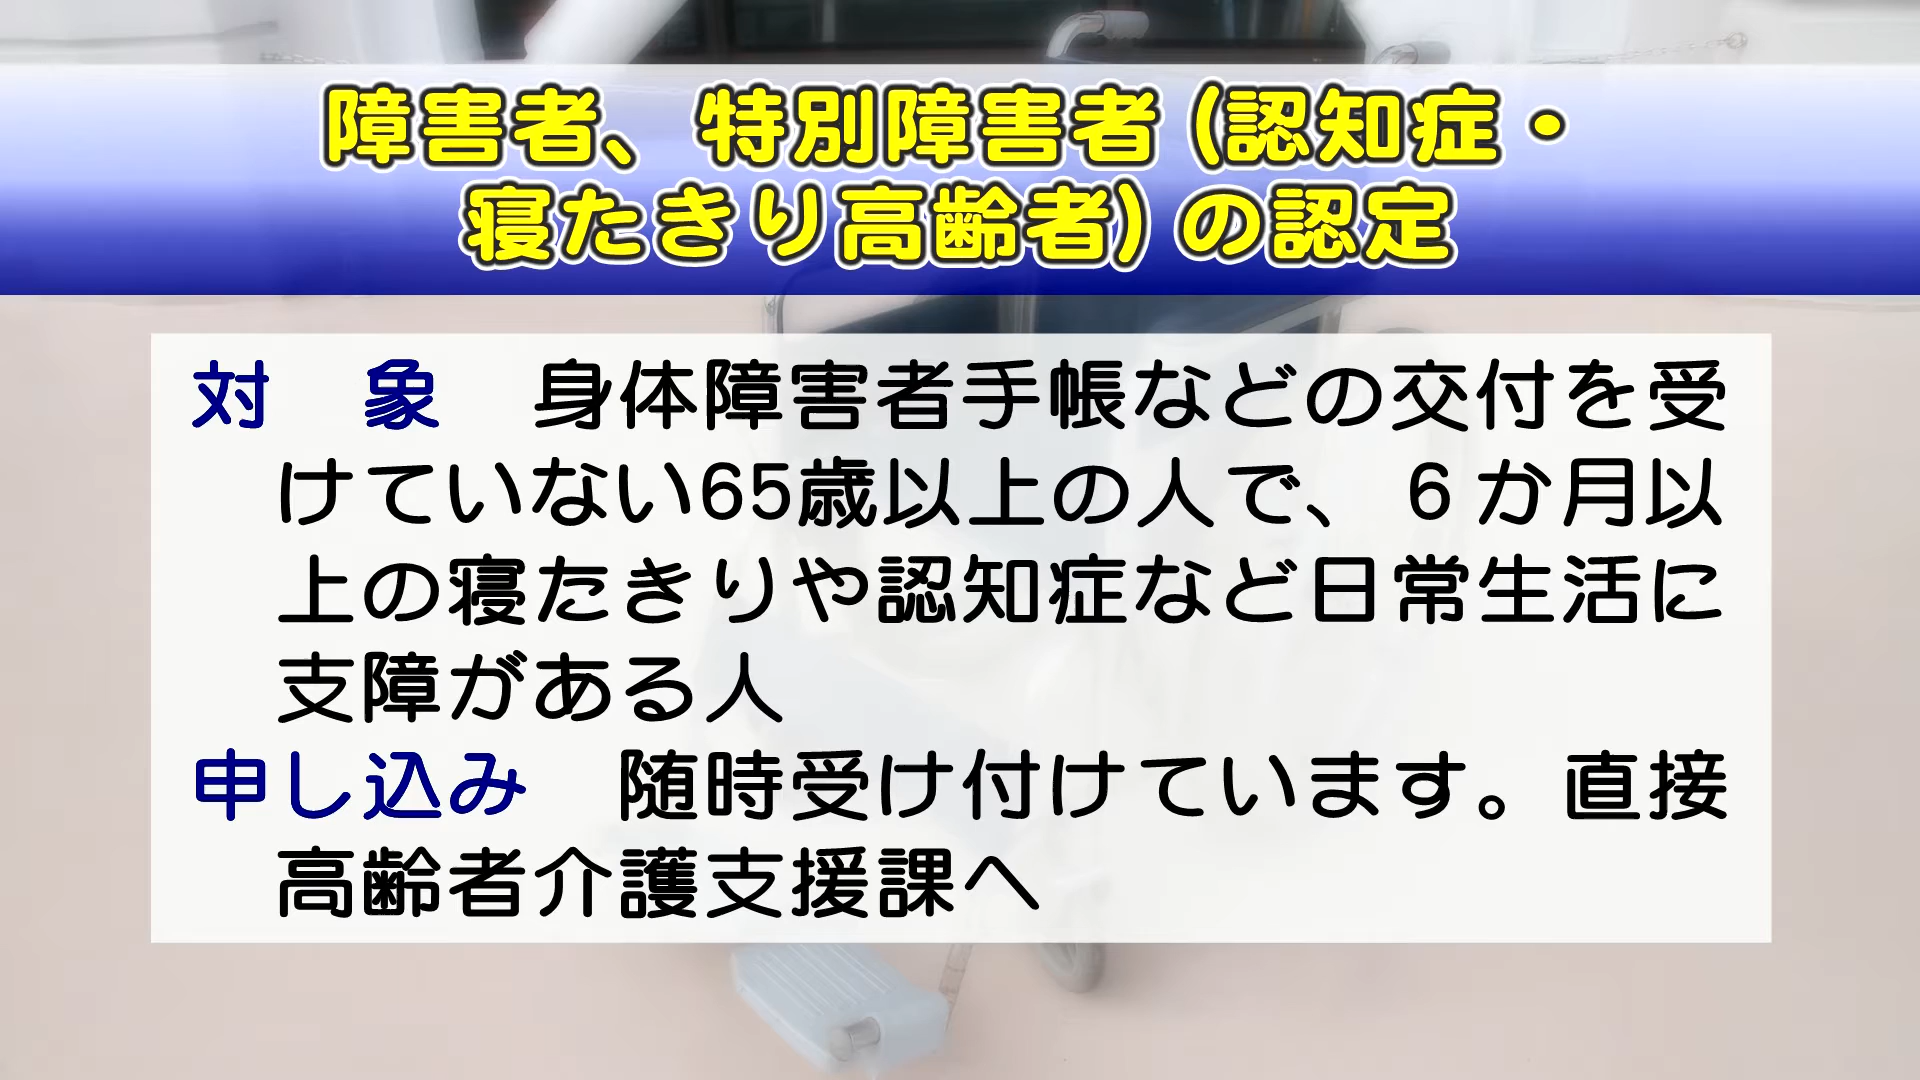 障害者、特別障害者(認知症・
寝たきり高齢者)の認定
対　象　身体障害者手帳などの交付を受
けていない65歳以上の人で、６か月以
上の寝たきりや認知症など日常生活に
支障がある人
申し込み　随時受け付けています。直接
高齢者介護支援課へ